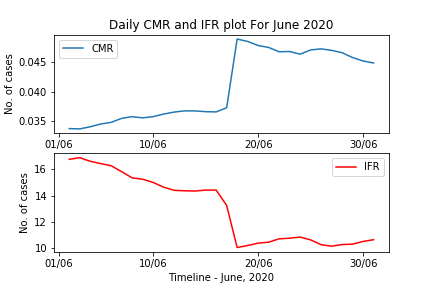 Daily CMR and IFR plot For June 2020
CMR
No. of cases
0.045
0.040
0.035
01/06 10/06 20/06 30/06
IFR
No. of cases
16
14
12
10
01/06 10/06 20/06 30/06
Timeline - June, 2020